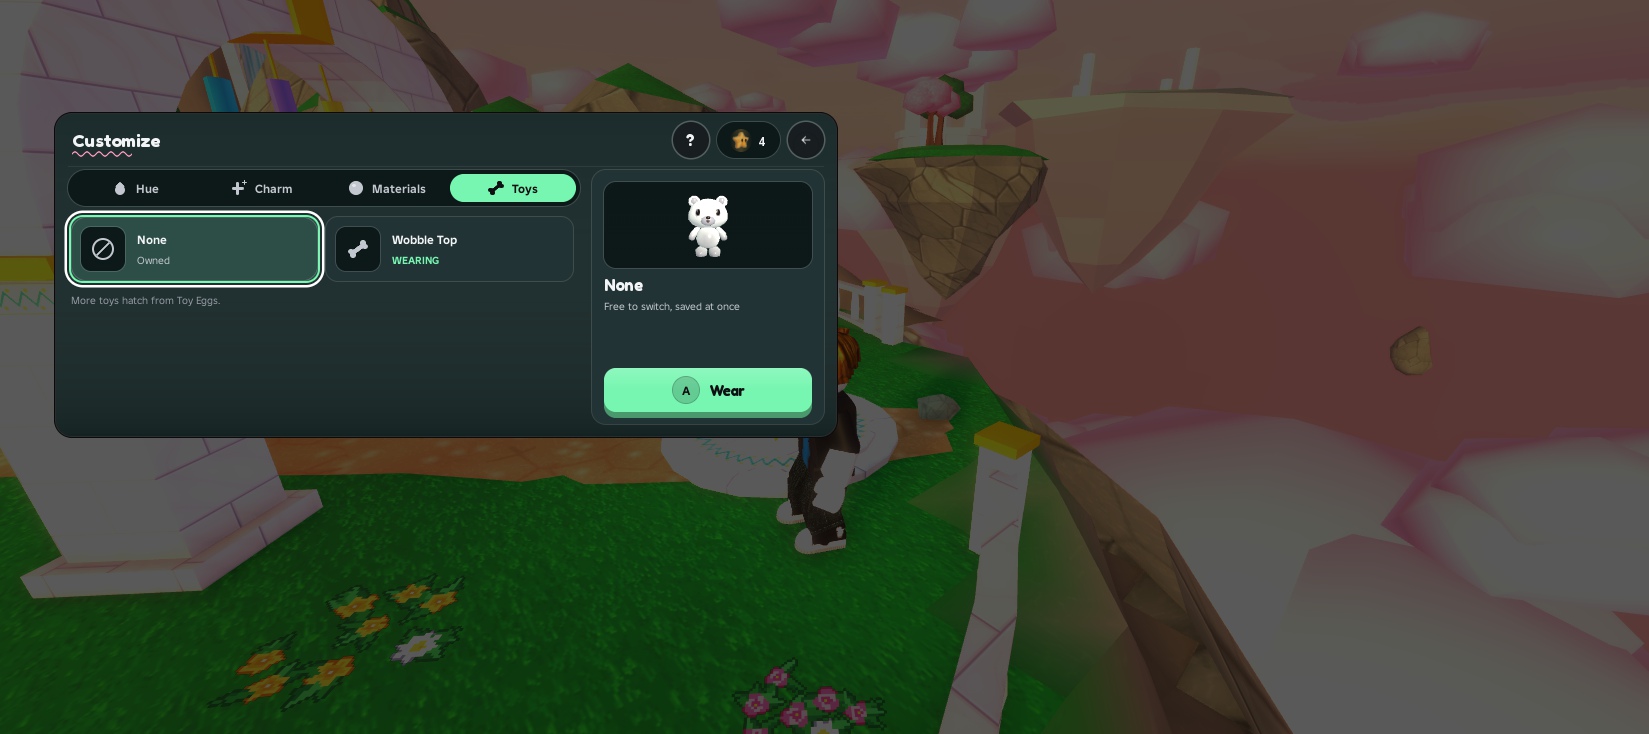 Customize
?
4
Hue
Charm
Materials
Toys
None
Owned
Wobble Top
WEARING
More toys hatch from Toy Eggs.
None
Free to switch, saved at once
A Wear